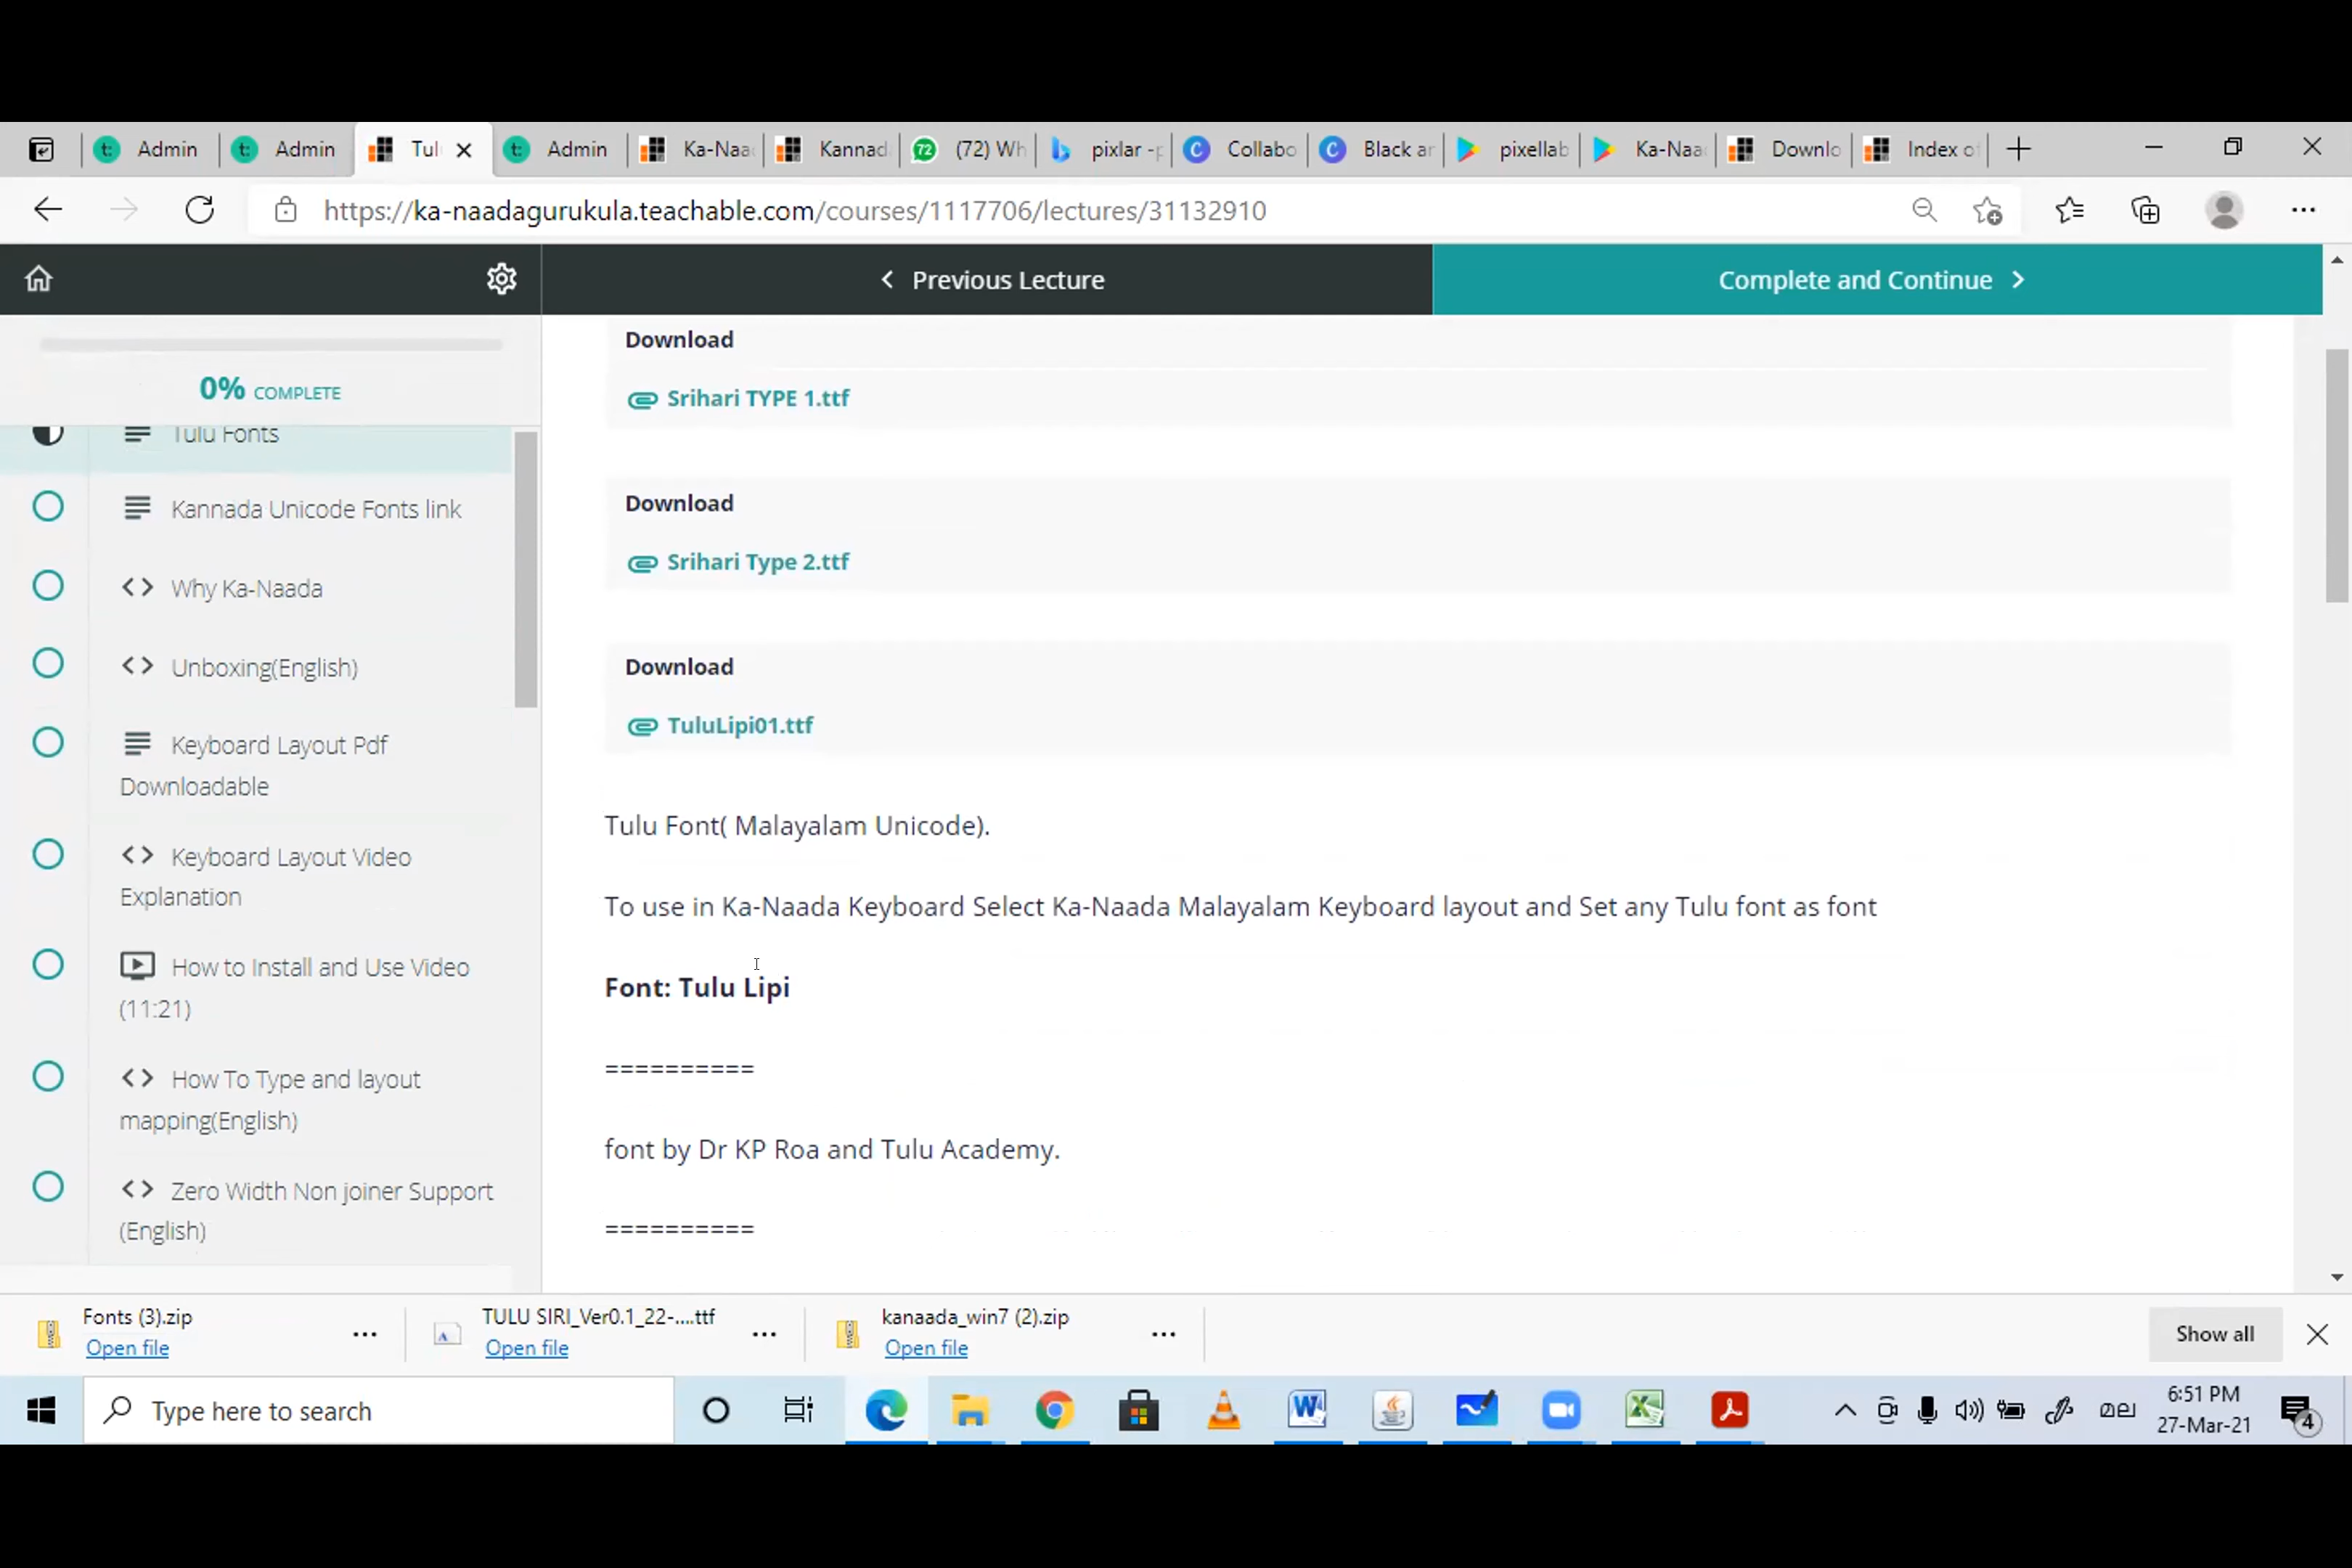 Admin
Admin
Tul
Admin
Ka-Naa
Kannad
72
(72) Wh
pixlar -p
Collabo
Black ar
pixellab
Ka-Naa
Downlo
Index of
https://ka-naadagurukula.teachable.com/courses/1117706/lectures/31132910
Previous Lecture
Complete and Continue
0% COMPLETE
Tulu Fonts
Kannada Unicode Fonts link
Why Ka-Naada
Unboxing(English)
Keyboard Layout Pdf
Downloadable
Keyboard Layout Video
Explanation
How to Install and Use Video
(11:21)
How To Type and layout
mapping(English)
Zero Width Non joiner Support
(English)
Download
Srihari TYPE 1.ttf
Download
Srihari Type 2.ttf
Download
TuluLipi01.ttf
Tulu Font( Malayalam Unicode).
To use in Ka-Naada Keyboard Select Ka-Naada Malayalam Keyboard layout and Set any Tulu font as font
Font: Tulu Lipi
==========
font by Dr KP Roa and Tulu Academy.
==========
Fonts (3).zip
Open file
TULU SIRI_Ver0.1_22-....ttf
Open file
kanaada_win7 (2).zip
Open file
Show all
Type here to search
മല
6:51 PM
27-Mar-21
4